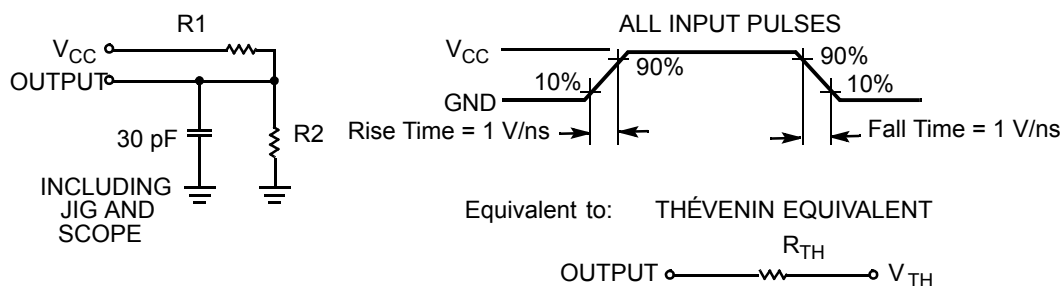 R1
VCC
OUTPUT
30 pF
R2
INCLUDING
JIG AND
SCOPE
ALL INPUT PULSES
VCC
90%
90%
10%
10%
GND
Rise Time = 1 V/ns
Fall Time = 1 V/ns
Equivalent to: THÉVENIN EQUIVALENT
RTH
OUTPUT
VTH